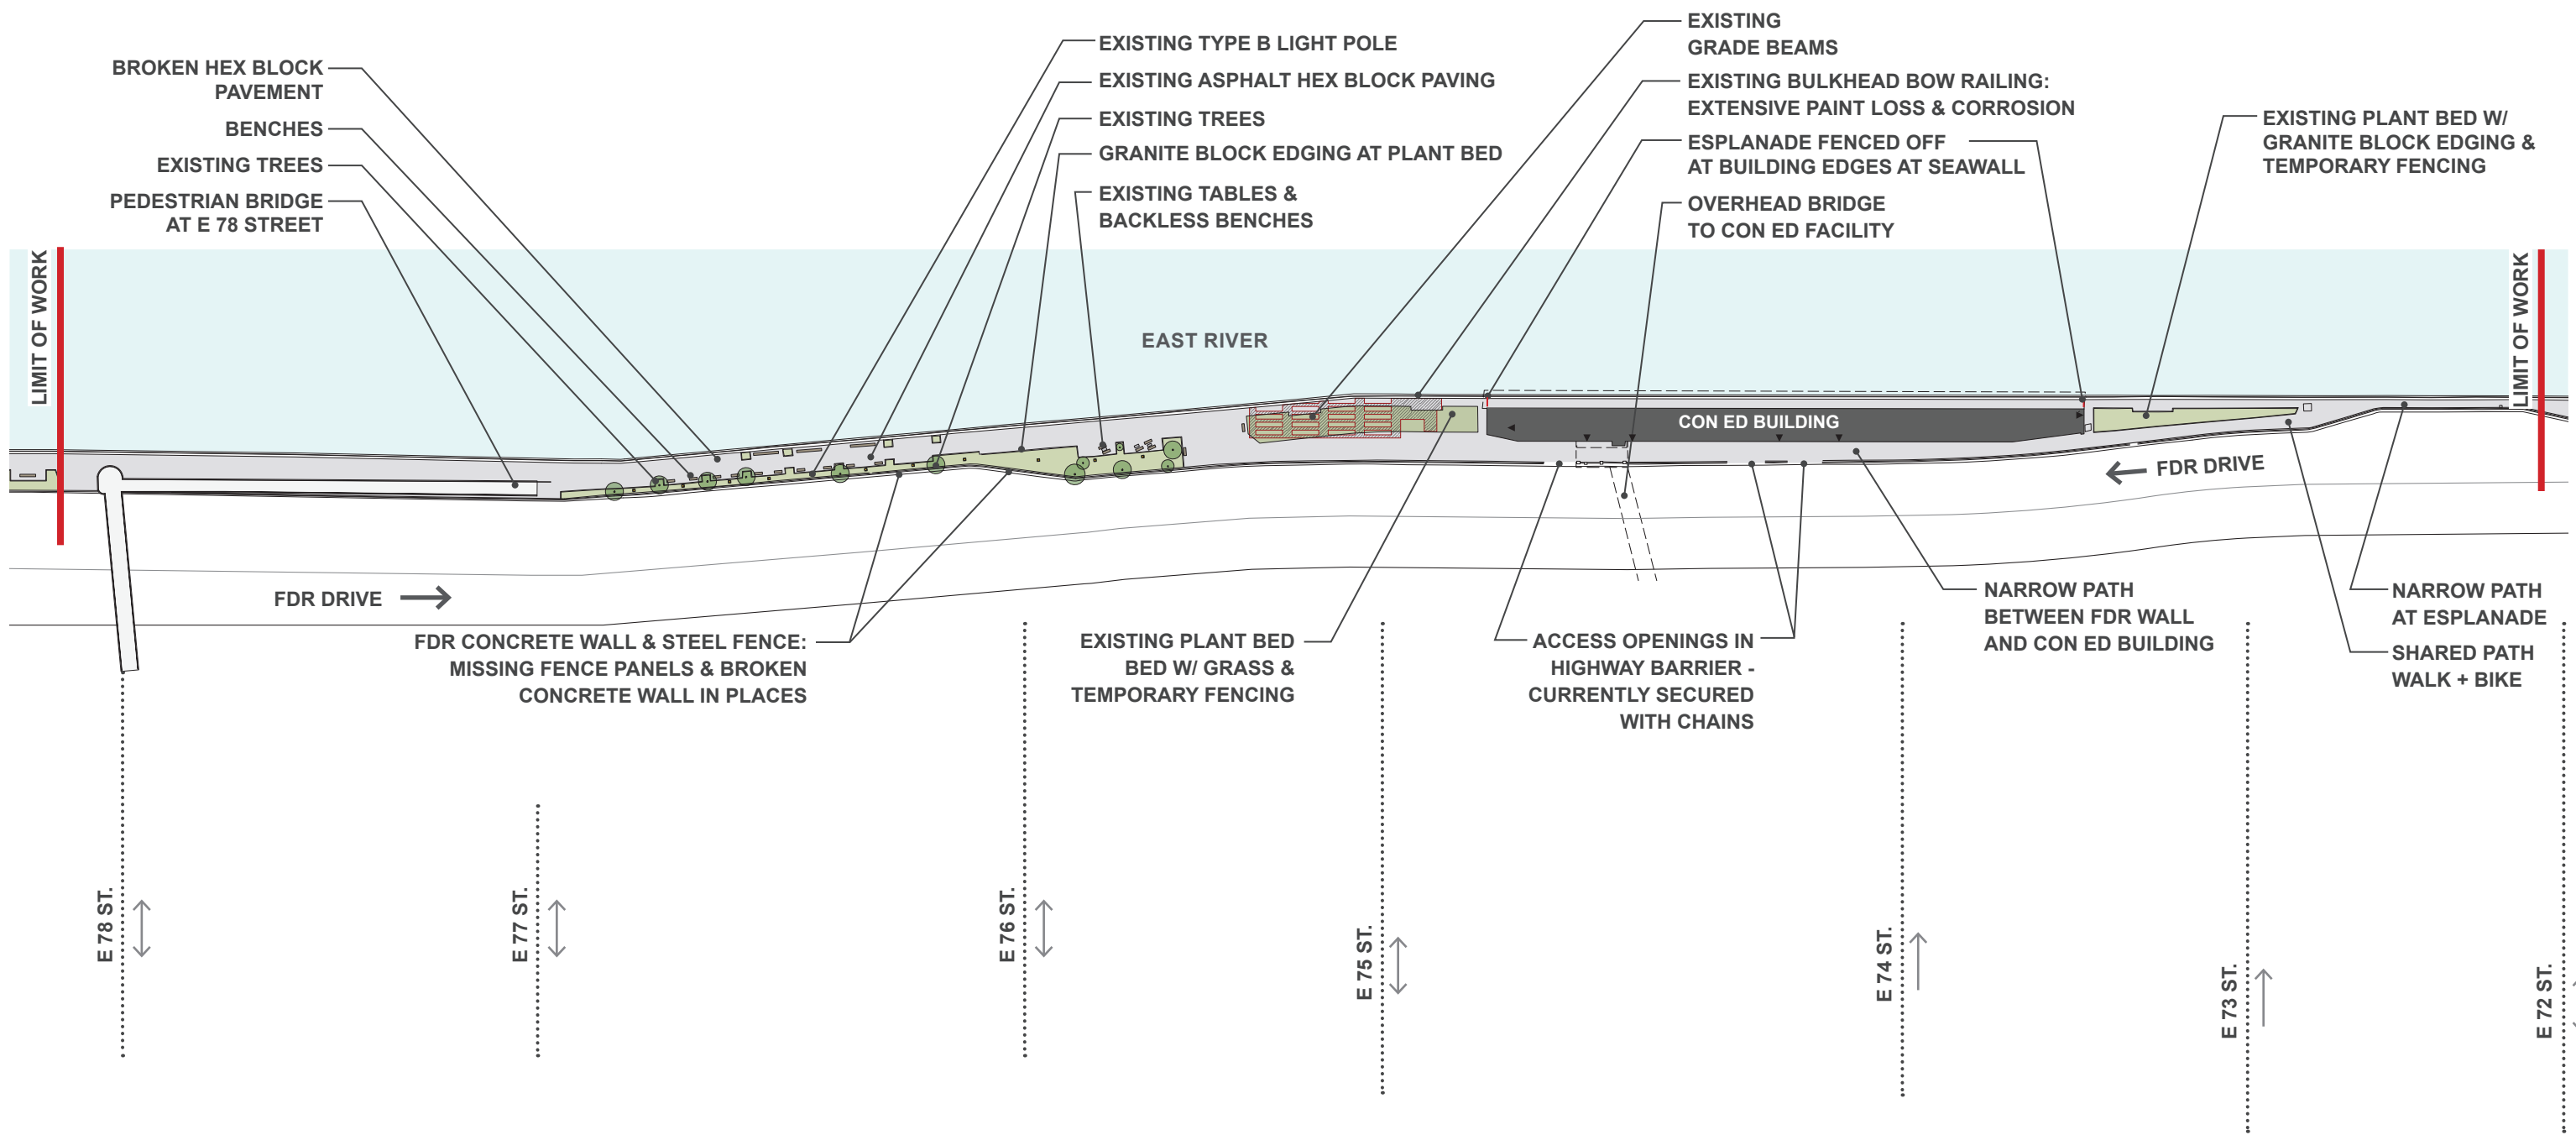 BROKEN HEX BLOCK
PAVEMENT
BENCHES
EXISTING TREES
PEDESTRIAN BRIDGE
AT E 78 STREET
EXISTING TYPE B LIGHT POLE
EXISTING ASPHALT HEX BLOCK PAVING
EXISTING TREES
GRANITE BLOCK EDGING AT PLANT BED
EXISTING TABLES &
BACKLESS BENCHES
EXISTING
GRADE BEAMS
EXISTING BULKHEAD BOW RAILING:
EXTENSIVE PAINT LOSS & CORROSION
ESPLANADE FENCED OFF
AT BUILDING EDGES AT SEAWALL
OVERHEAD BRIDGE
TO CON ED FACILITY
EXISTING PLANT BED W/
GRANITE BLOCK EDGING &
TEMPORARY FENCING
LIMIT OF WORK
EAST RIVER
LIMIT OF WORK
CON ED BUILDING
FDR DRIVE
FDR DRIVE
FDR CONCRETE WALL & STEEL FENCE:
MISSING FENCE PANELS & BROKEN
CONCRETE WALL IN PLACES
EXISTING PLANT BED
BED W/ GRASS &
TEMPORARY FENCING
ACCESS OPENINGS IN
HIGHWAY BARRIER -
CURRENTLY SECURED
WITH CHAINS
NARROW PATH
BETWEEN FDR WALL
AND CON ED BUILDING
NARROW PATH
AT ESPLANADE
SHARED PATH
WALK + BIKE
E 78 ST.
E 77 ST.
E 76 ST.
E 75 ST.
E 74 ST.
E 73 ST.
E 72 ST.